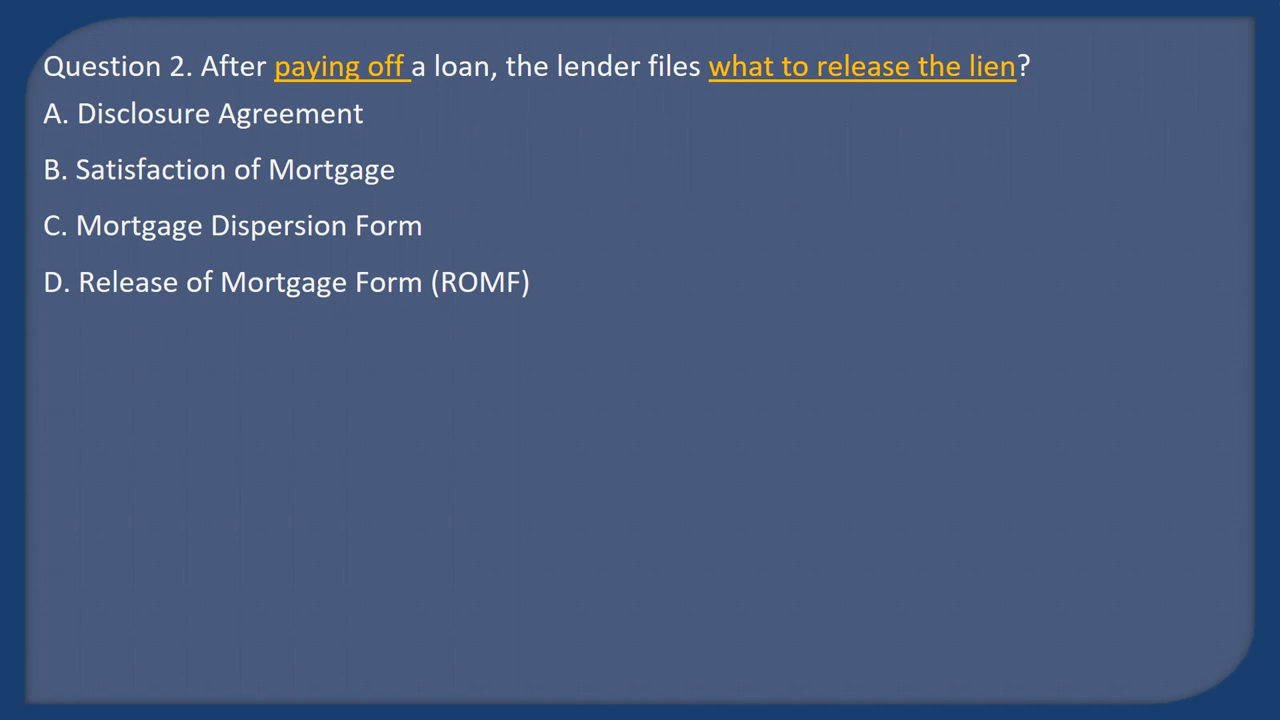 Question 2. After paying off a loan, the lender files what to release the lien?
A. Disclosure Agreement
B. Satisfaction of Mortgage
C. Mortgage Dispersion Form
D. Release of Mortgage Form (ROMF)